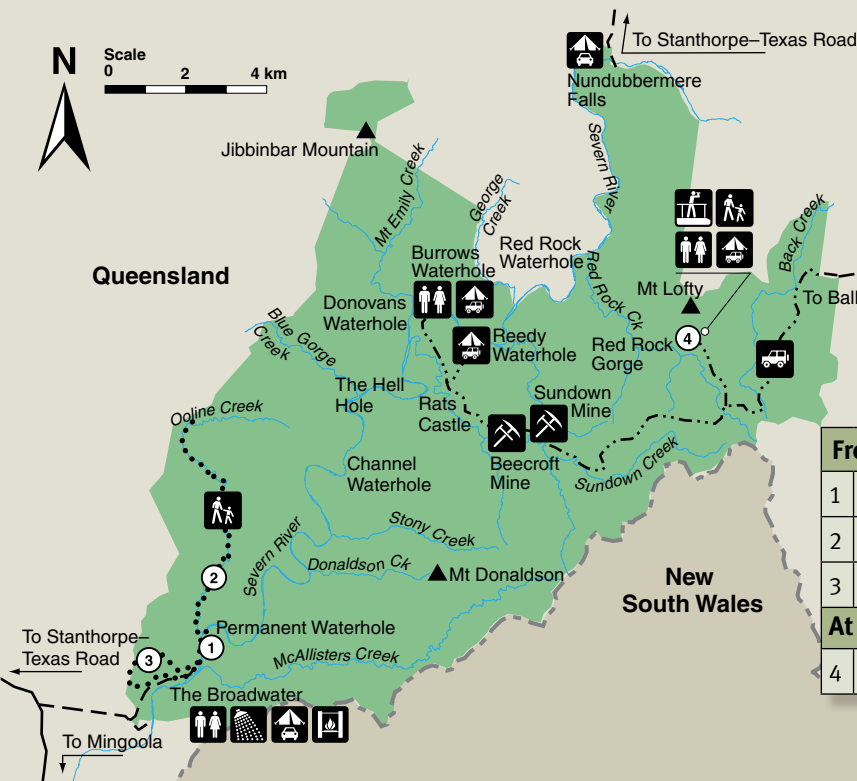 To Stanthorpe–Texas Road
N
Scale
0 2 4 km
Nundubbermere
Falls
Jibbinbar Mountain
Severn River
Mt Emily Creek
George
Creek
Back Creek
Queensland
Burrows
Waterhole
Red Rock
Waterhole
Red Rock Ck
Mt Lofty
To Ball
Donovans
Waterhole
Blue Gorge
Creek
Reedy
Waterhole
Red Rock
Gorge
4
The Hell
Hole
Rats
Castle
Sundown
Mine
Ooline Creek
Beecroft
Mine
Sundown Creek
Channel
Waterhole
Fro
1
2
3
At
4
Stony Creek
Severn River
Donaldson Ck
Mt Donaldson
New
South Wales
2
Permanent Waterhole
1
To Stanthorpe–
Texas Road
3
McAllisters Creek
The Broadwater
To Mingoola